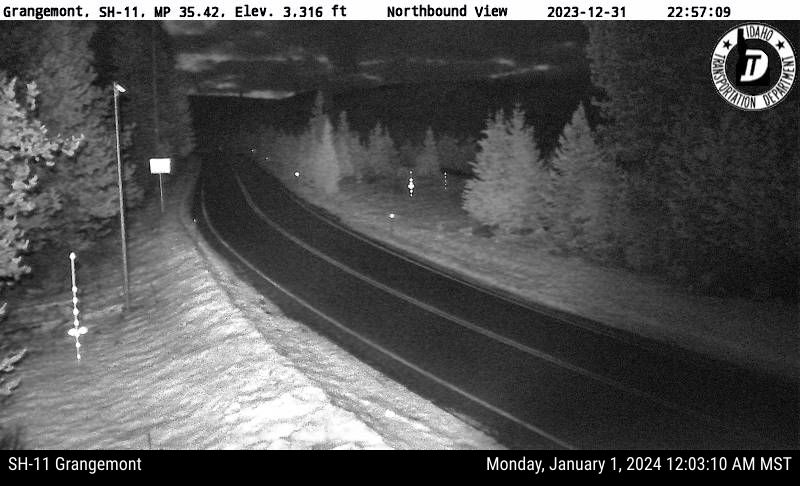 Grangemont, SH-11, MP 35.42, Elev. 3,316 ft Northbound View 2023-12-31 22:57:09
IDAHO
TRANSPORTATION DEPARTMENT
SH-11 Grangemont Monday, January 1, 2024 12:03:10 AM MST